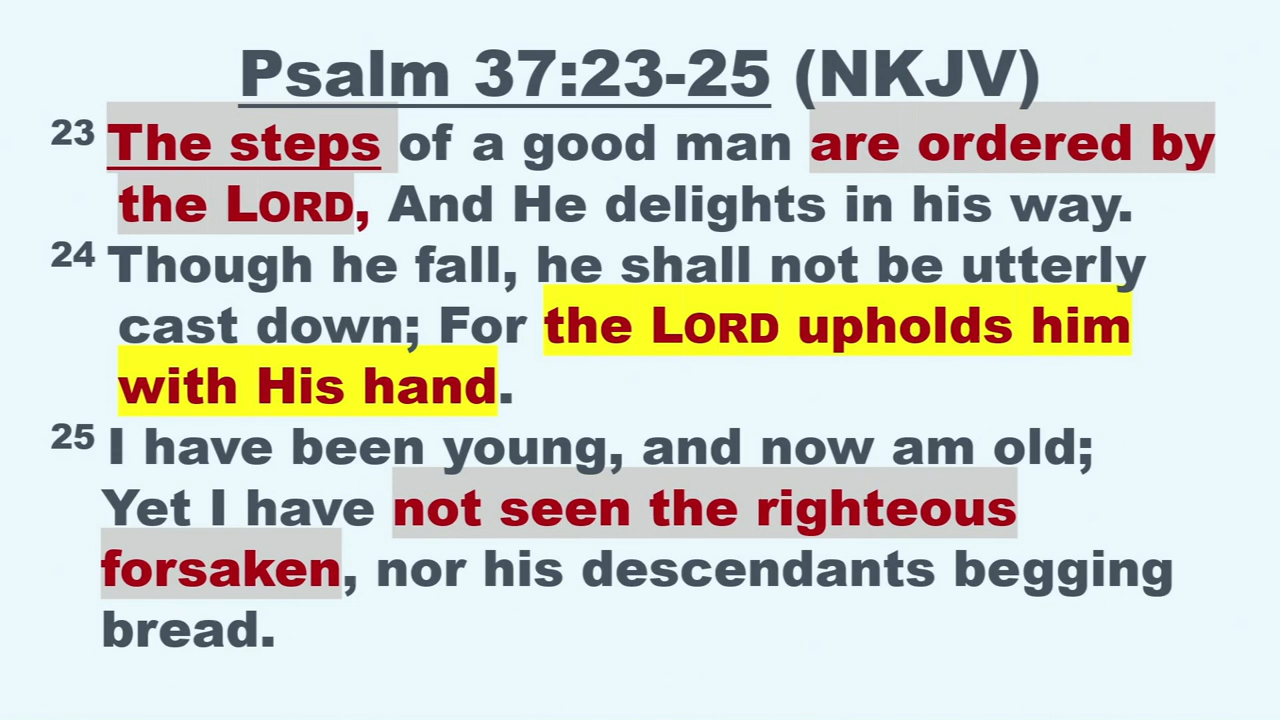 Psalm 37:23-25 (NKJV)
23 The steps of a good man are ordered by
the LORD, And He delights in his way.
24 Though he fall, he shall not be utterly
cast down; For the LORD upholds him
with His hand.
25 I have been young, and now am old;
Yet I have not seen the righteous
forsaken, nor his descendants begging
bread.